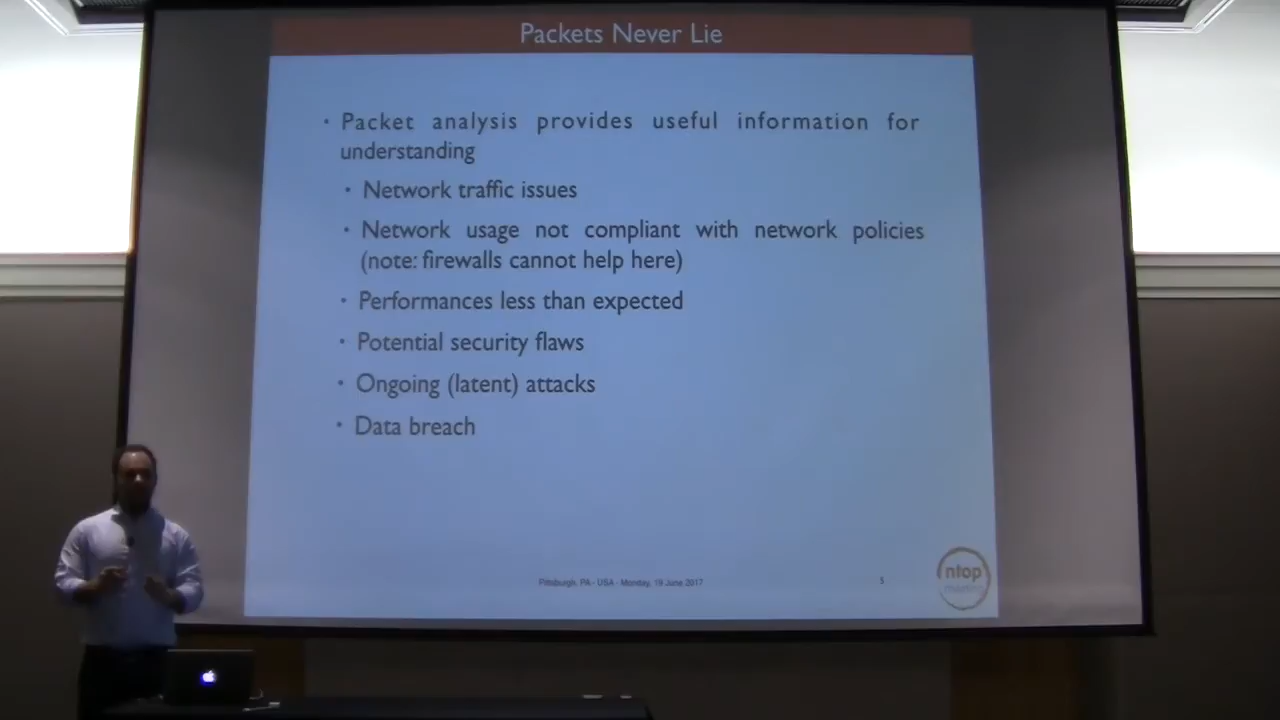 Packets Never Lie
• Packet analysis provides useful information for
understanding
• Network traffic issues
• Network usage not compliant with network policies
(note: firewalls cannot help here)
• Performances less than expected
• Potential security flaws
• Ongoing (latent) attacks
• Data breach
Pittsburgh, PA - USA - Monday, 19 June 2017
5
ntop